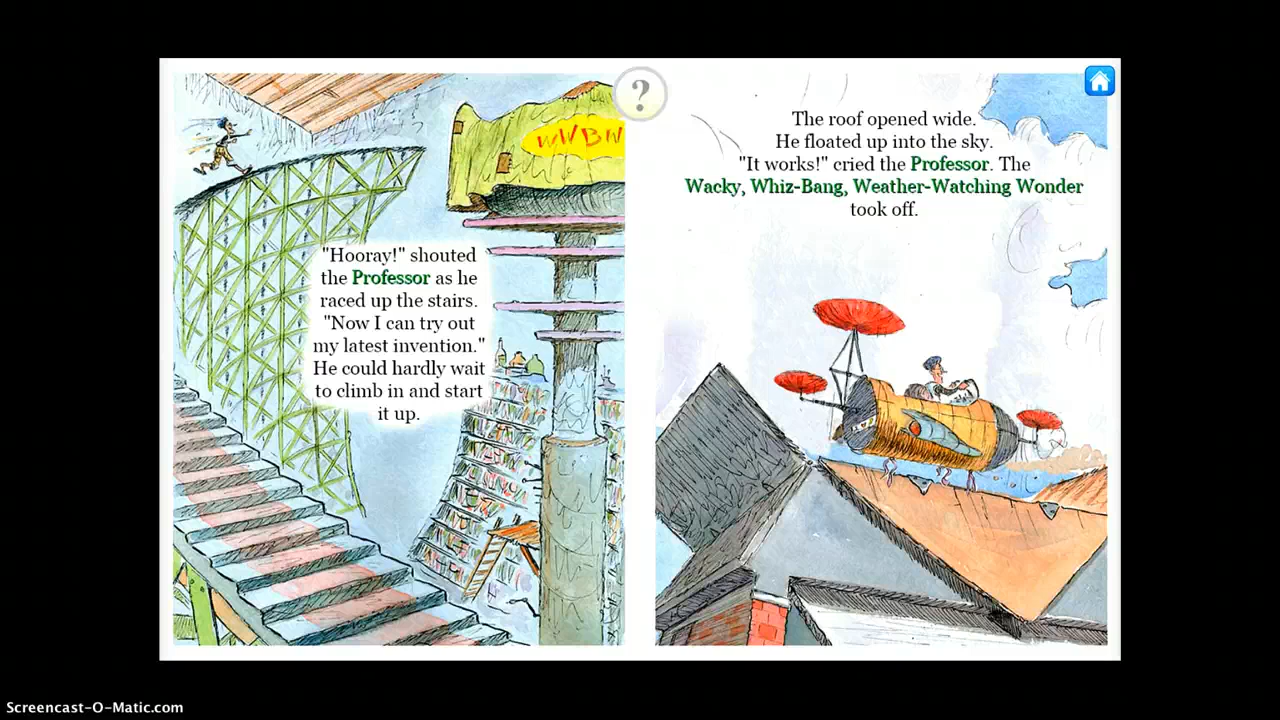 ?
WWBW
"Hooray!" shouted
the Professor as he
raced up the stairs.
"Now I can try out
my latest invention."
He could hardly wait
to climb in and start
it up.
The roof opened wide.
He floated up into the sky.
"It works!" cried the Professor. The
Wacky, Whiz-Bang, Weather-Watching Wonder
took off.
Screencast-O-Matic.com